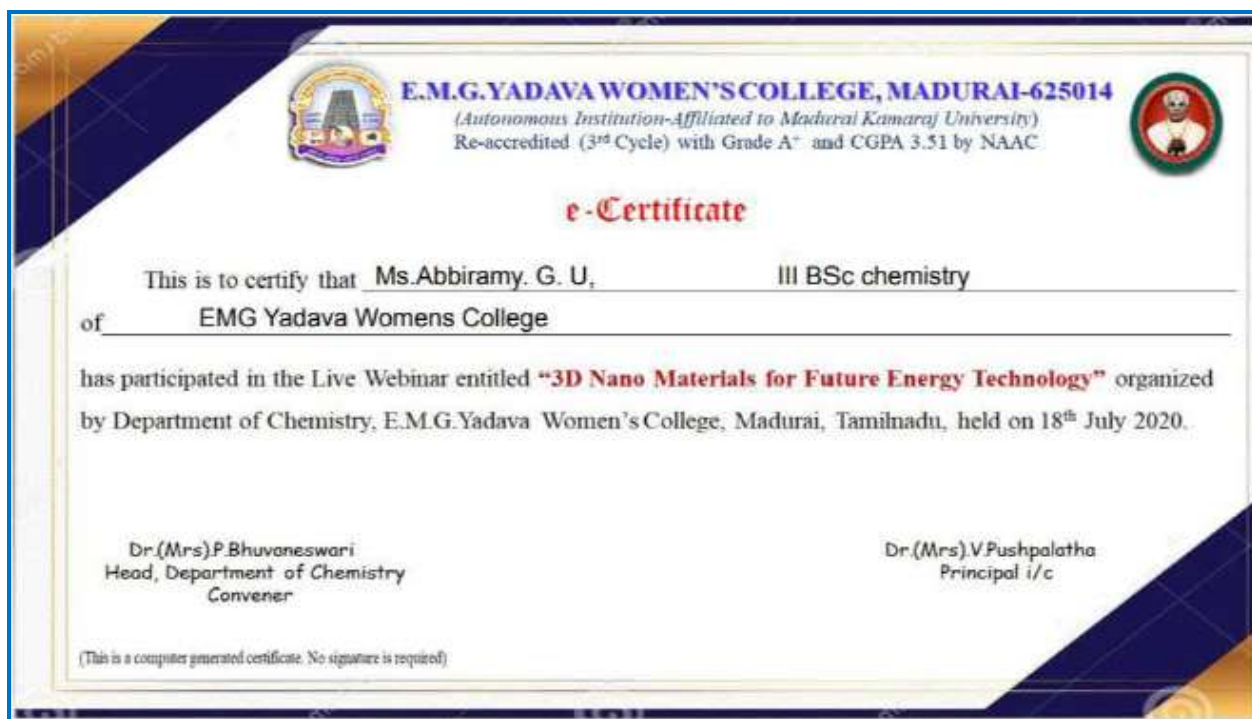 E.M.G.YADAVA WOMEN'S COLLEGE, MADURAI-625014
(Autonomous Institution-Affiliated to Madurai Kamaraj University)
Re-accredited (3rd Cycle) with Grade A+ and CGPA 3.51 by NAAC
e-Certificate
This is to certify that Ms.Abbiramy. G. U, III BSc chemistry
of EMG Yadava Womens College
has participated in the Live Webinar entitled “3D Nano Materials for Future Energy Technology” organized
by Department of Chemistry, E.M.G.Yadava Women's College, Madurai, Tamilnadu, held on 18th July 2020.
Dr.(Mrs).P.Bhuvaneswari
Head, Department of Chemistry
Convener
Dr.(Mrs).V.Pushpalatha
Principal i/c
(This is a computer generated certificate. No signature is required)